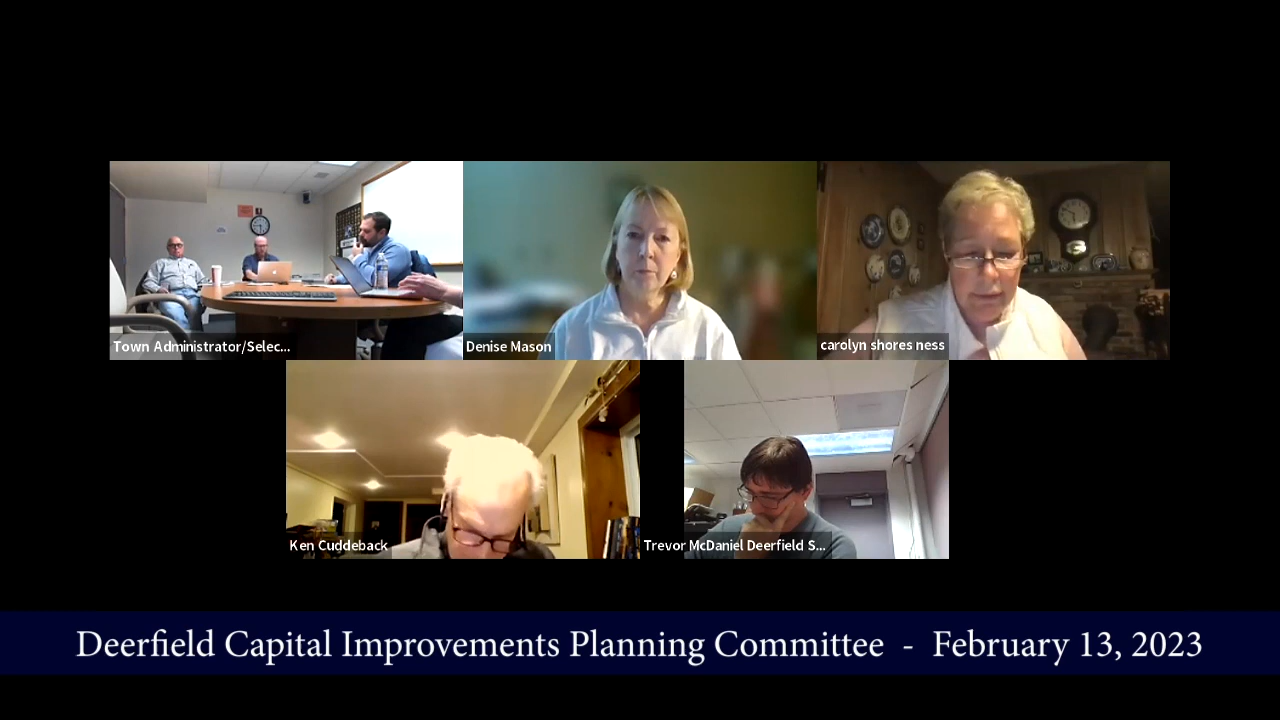 Town Administrator/Selec...
Denise Mason
carolyn shores ness
Ken Cuddeback
Trevor McDaniel Deerfield S...
Deerfield Capital Improvements Planning Committee - February 13, 2023